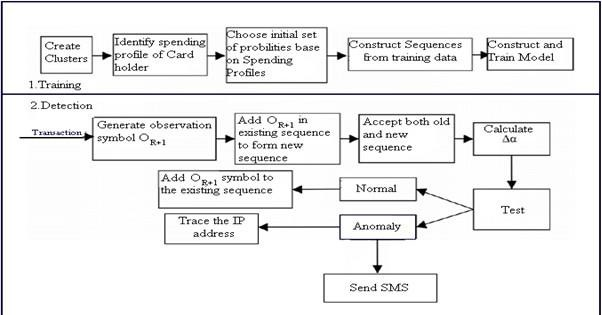 Create
Clusters
Identify spending
profile of Card
holder
Choose initial set
of probilities base
on Spending
Profiles
Construct Sequences
from training data
Construct and
Train Model
1.Training
2.Detection
Transaction
Generate observation
symbol O_R+1
Add O_R+1 in
existing sequence
to form new
sequence
Accept both old
and new
sequence
Calculate
Δα
Add O_R+1 symbol to
the existing sequence
Normal
Test
Trace the IP
address
Anomaly
Send SMS